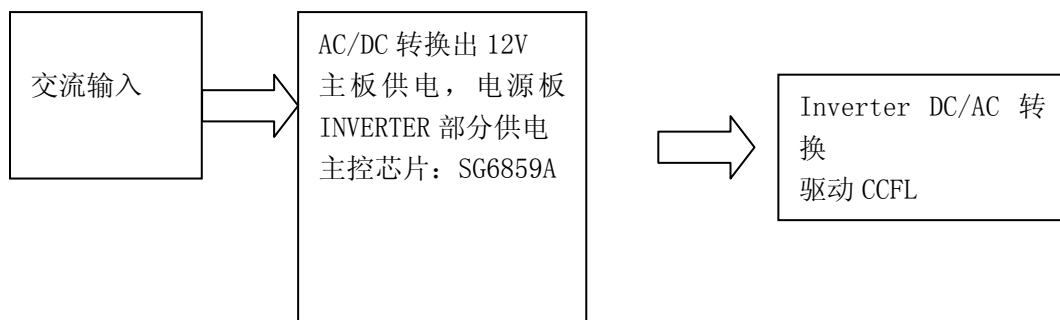 交流输入
AC/DC 转换出 12V
主板供电，电源板
INVERTER 部分供电
主控芯片：SG6859A
Inverter DC/AC 转
换
驱动 CCFL